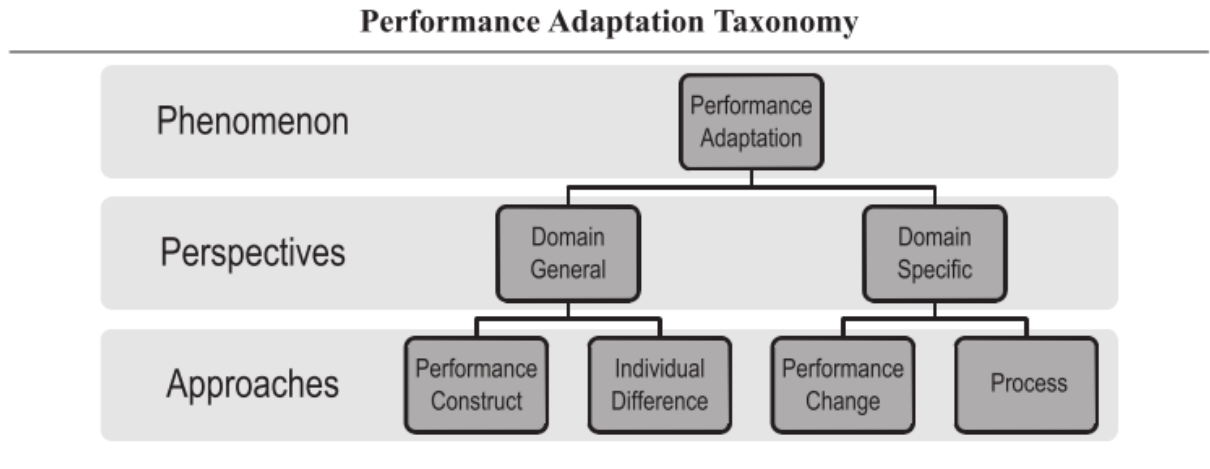 Performance Adaptation Taxonomy
Phenomenon
Performance
Adaptation
Perspectives
Domain
General
Domain
Specific
Approaches
Performance
Construct
Individual
Difference
Performance
Change
Process